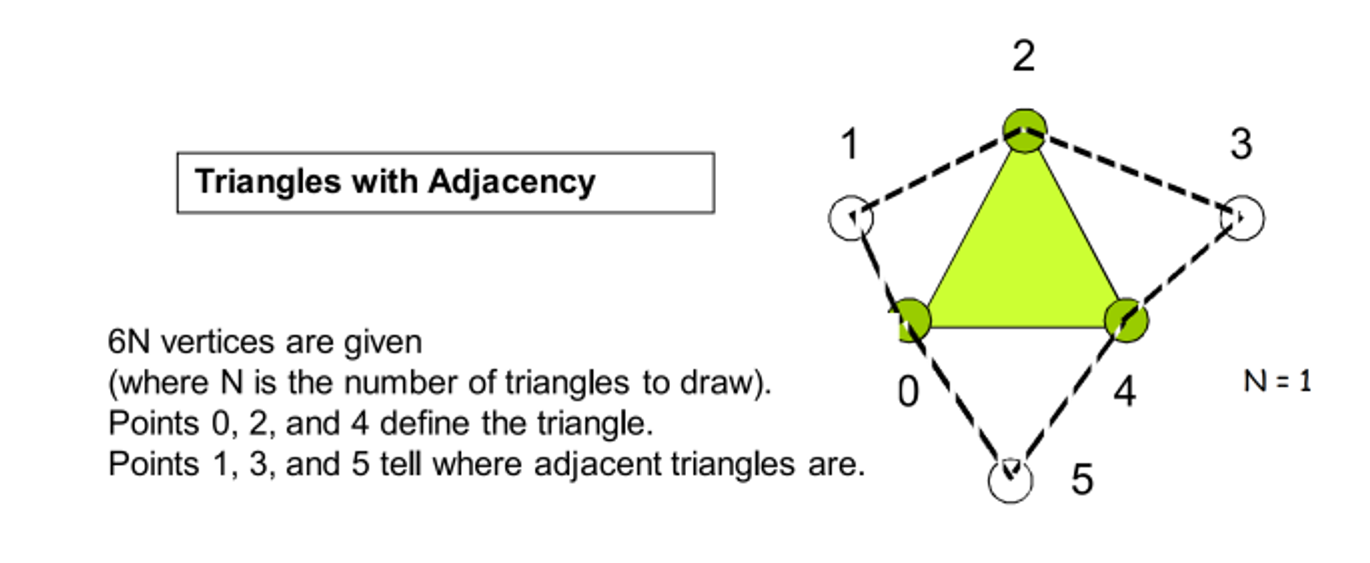 Triangles with Adjacency
6N vertices are given
(where N is the number of triangles to draw).
Points 0, 2, and 4 define the triangle.
Points 1, 3, and 5 tell where adjacent triangles are.
2
1
3
0
4
N = 1
5